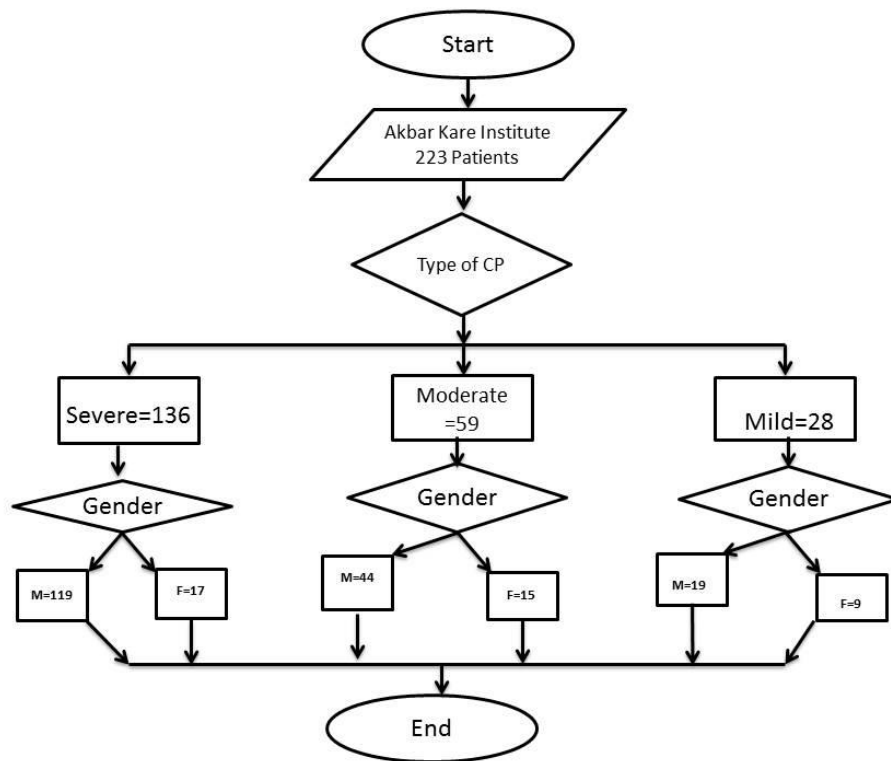 Start
Akbar Kare Institute
223 Patients
Type of CP
Severe=136
Moderate
=59
Mild=28
Gender
Gender
Gender
M=119
F=17
M=44
F=15
M=19
F=9
End